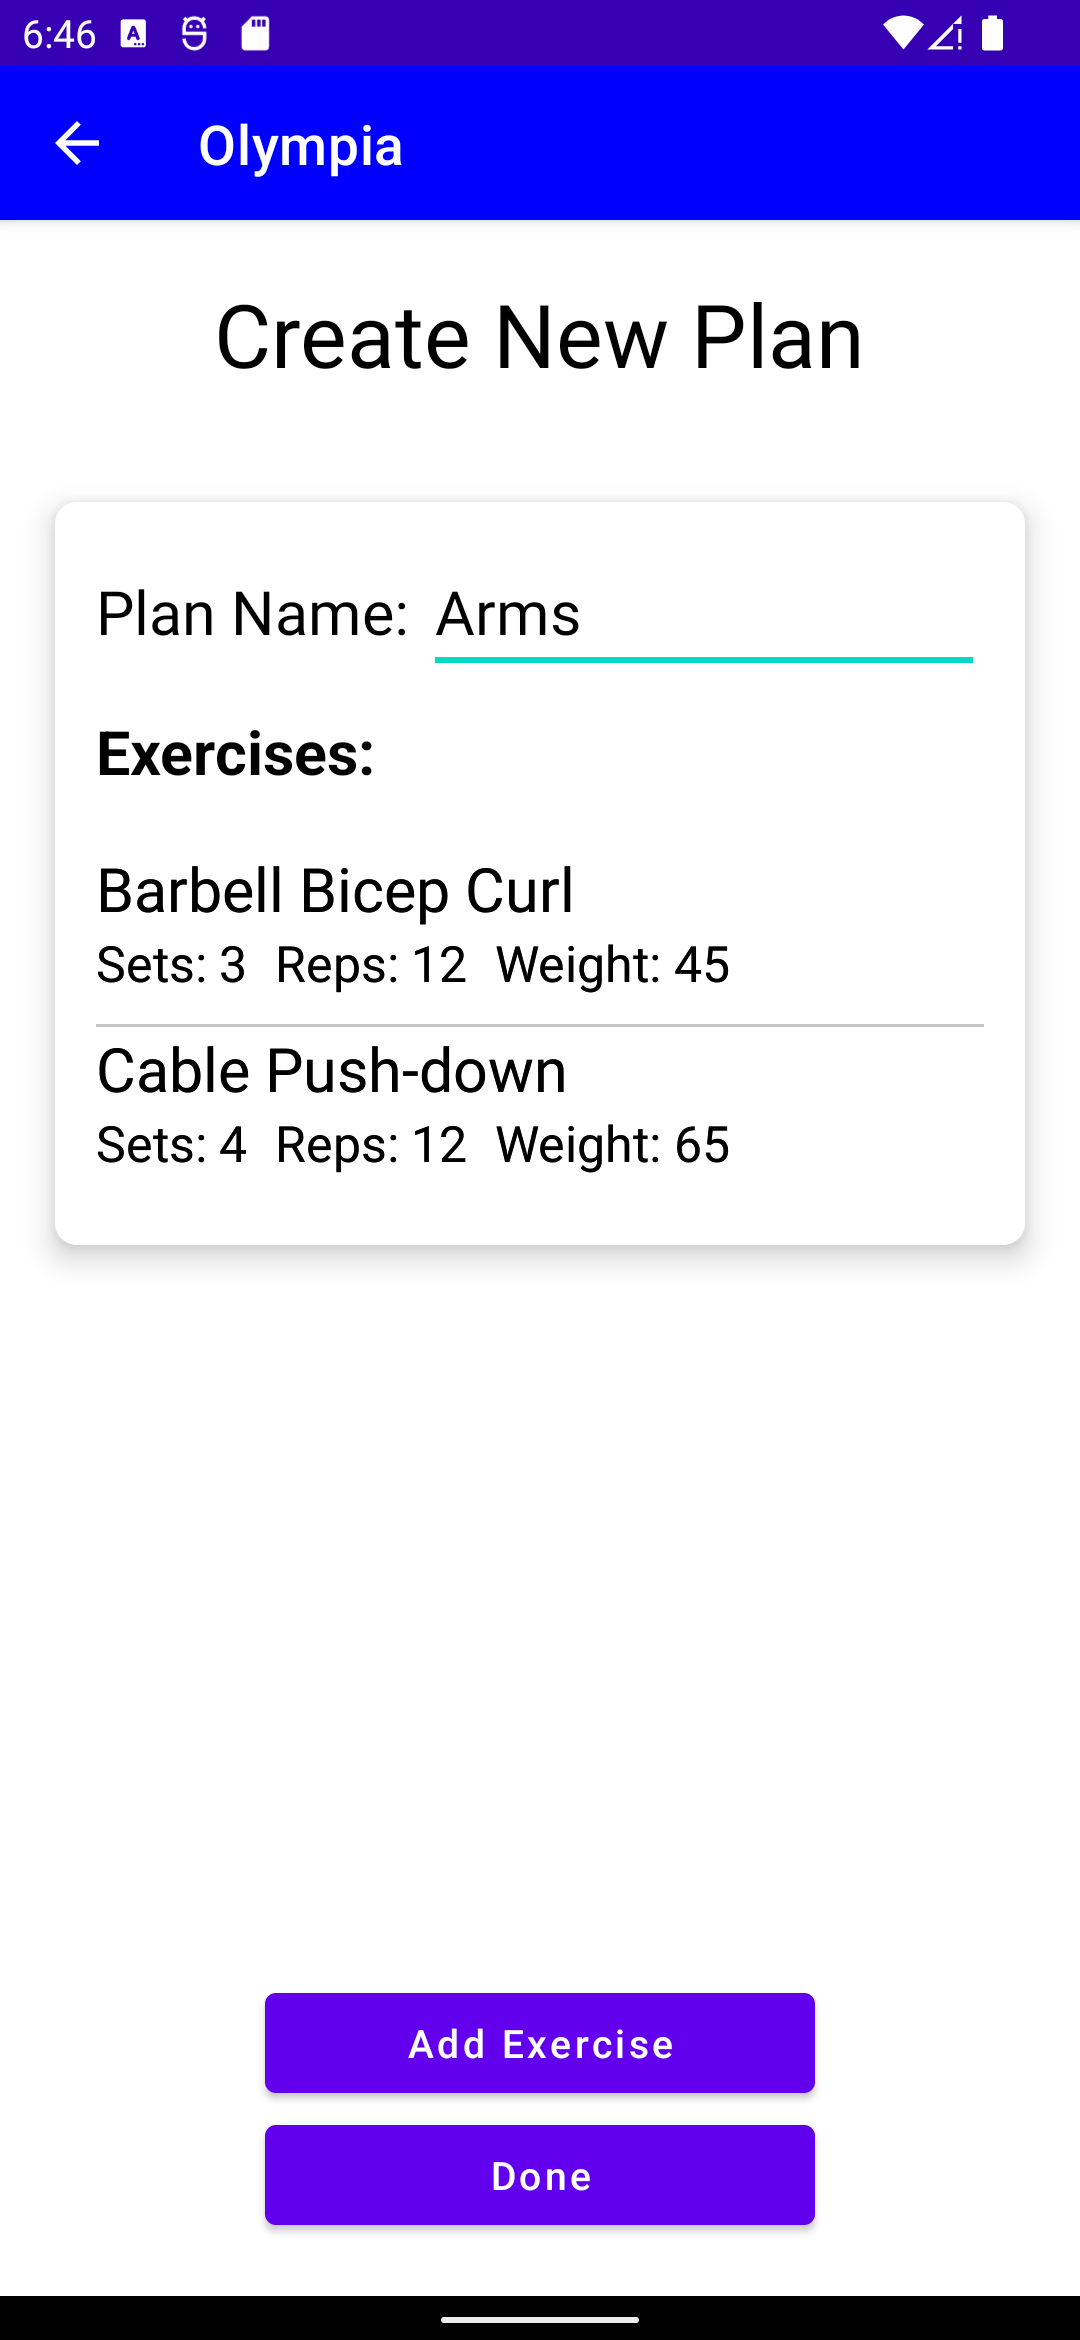 6:46
Olympia
Create New Plan
Plan Name: Arms
Exercises:
Barbell Bicep Curl
Sets: 3 Reps: 12 Weight: 45
Cable Push-down
Sets: 4 Reps: 12 Weight: 65
Add Exercise
Done